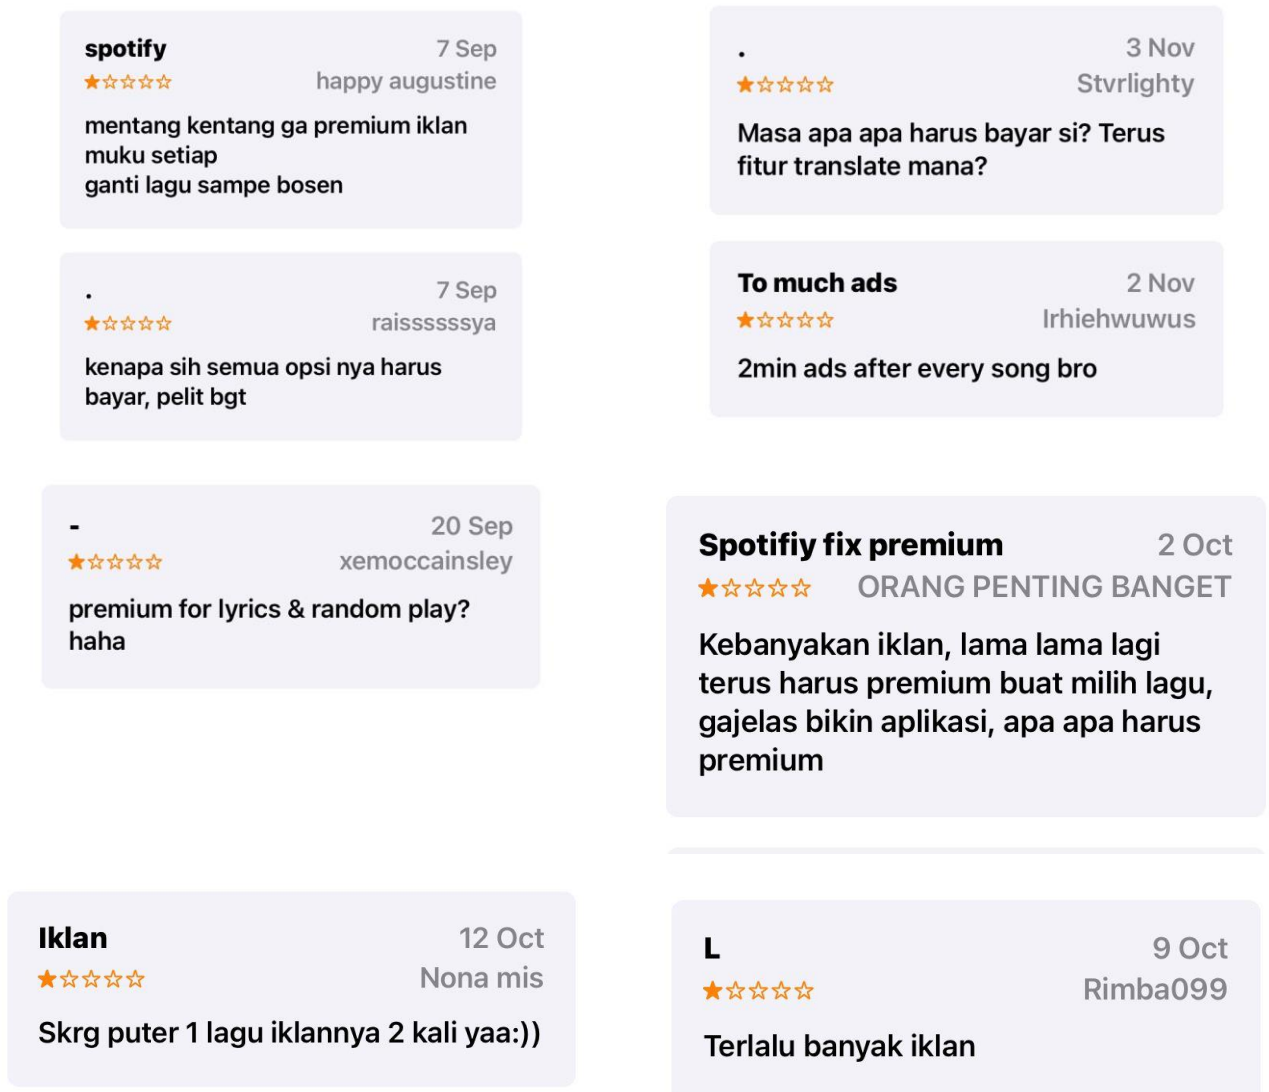 spotify
7 Sep
happy augustine
mentang kentang ga premium iklan
muku setiap
ganti lagu sampe bosen
.
7 Sep
raisssssssya
kenapa sih semua opsi nya harus
bayar, pelit bgt
-
20 Sep
xemoccainsley
premium for lyrics & random play?
haha
Iklan
12 Oct
Nona mis
Skrg puter 1 lagu iklannya 2 kali yaa:))
.
3 Nov
Stvrlighty
Masa apa apa harus bayar si? Terus
fitur translate mana?
To much ads
2 Nov
Irhiehwuwus
2min ads after every song bro
Spotifiy fix premium
2 Oct
ORANG PENTING BANGET
Kebanyakan iklan, lama lama lagi
terus harus premium buat milih lagu,
gajelas bikin aplikasi, apa apa harus
premium
L
9 Oct
Rimba099
Terlalu banyak iklan